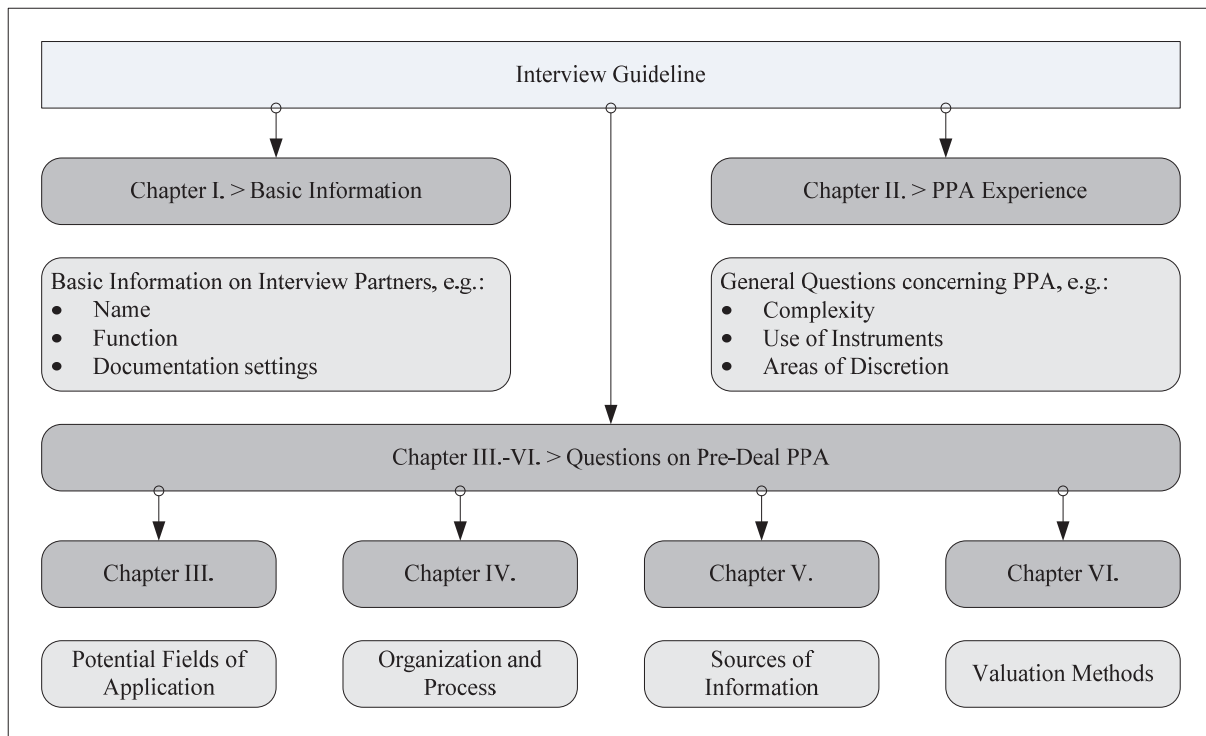 Interview Guideline
Chapter I. > Basic Information
Chapter II. > PPA Experience
Basic Information on Interview Partners, e.g.:
• Name
• Function
• Documentation settings
General Questions concerning PPA, e.g.:
• Complexity
• Use of Instruments
• Areas of Discretion
Chapter III.-VI. > Questions on Pre-Deal PPA
Chapter III.
Chapter IV.
Chapter V.
Chapter VI.
Potential Fields of
Application
Organization and
Process
Sources of
Information
Valuation Methods